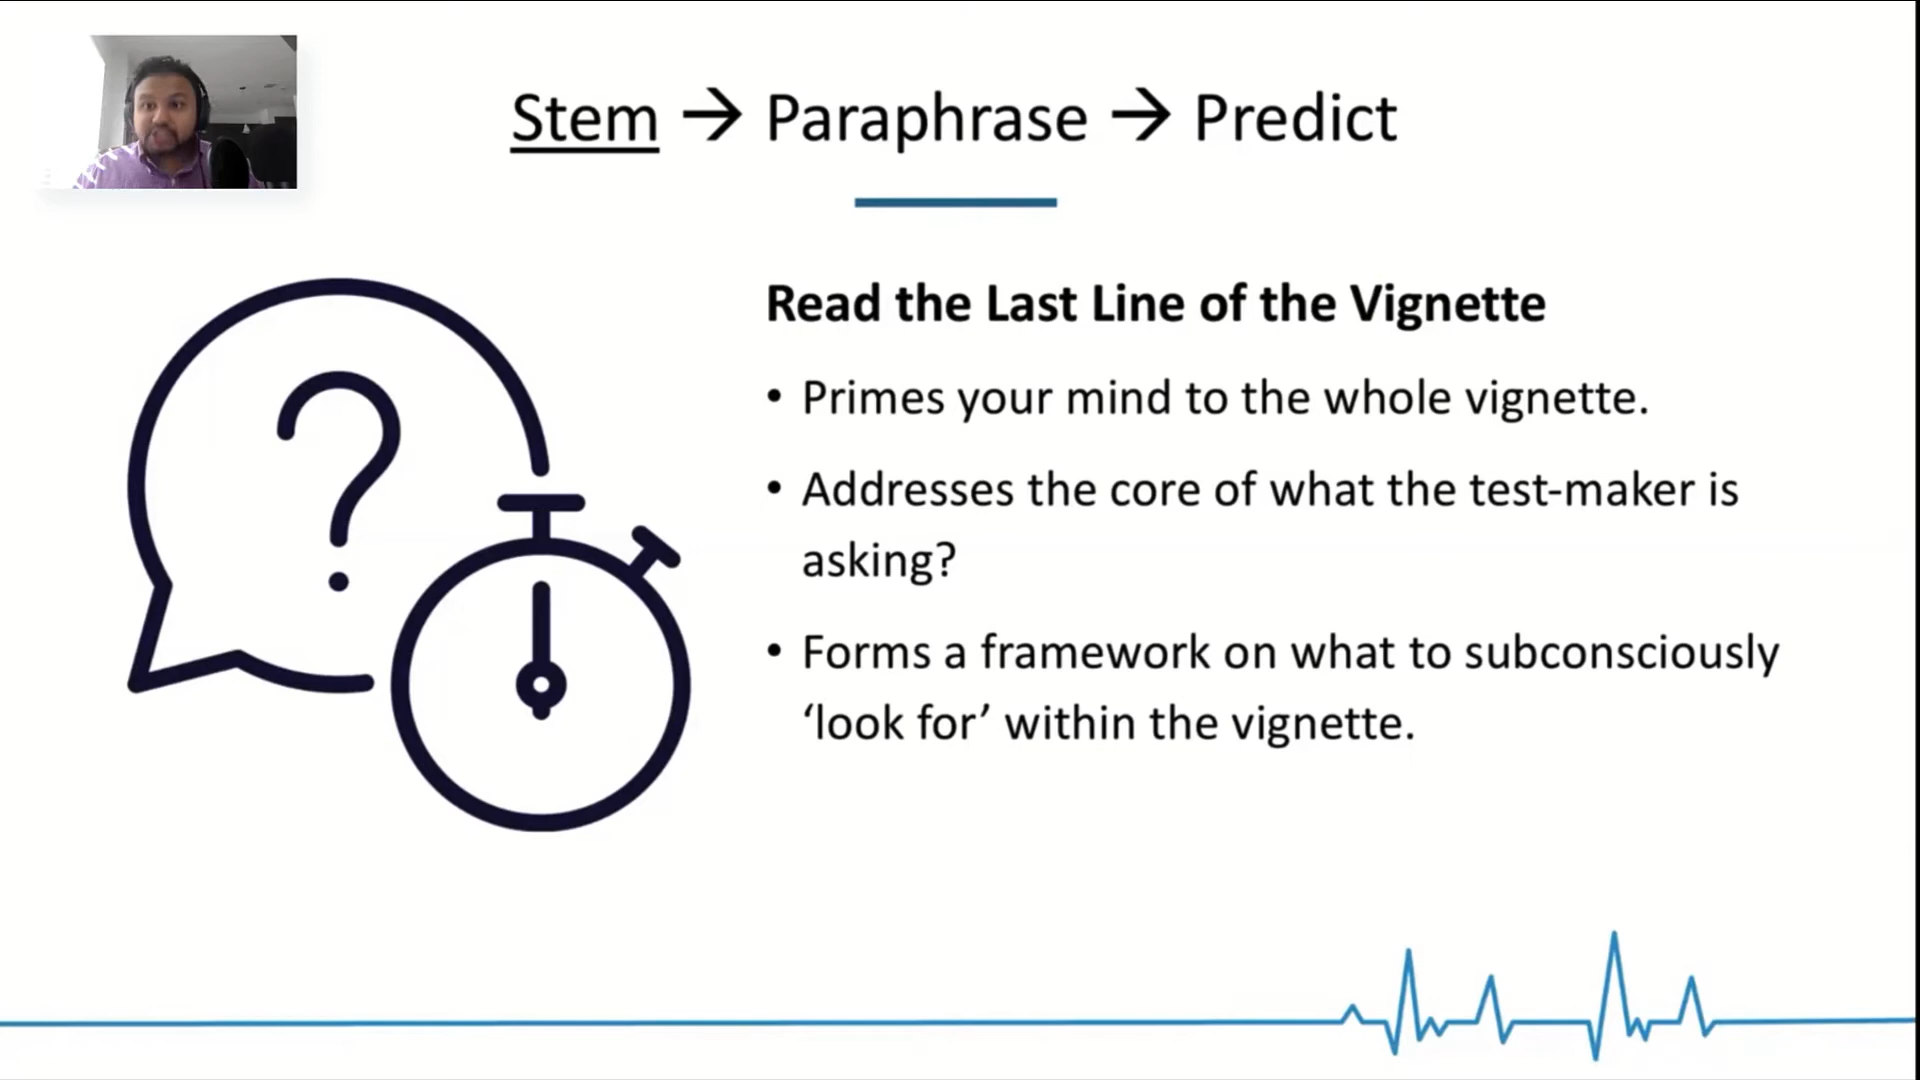 Stem → Paraphrase → Predict
Read the Last Line of the Vignette
• Primes your mind to the whole vignette.
• Addresses the core of what the test-maker is
asking?
• Forms a framework on what to subconsciously
‘look for’ within the vignette.